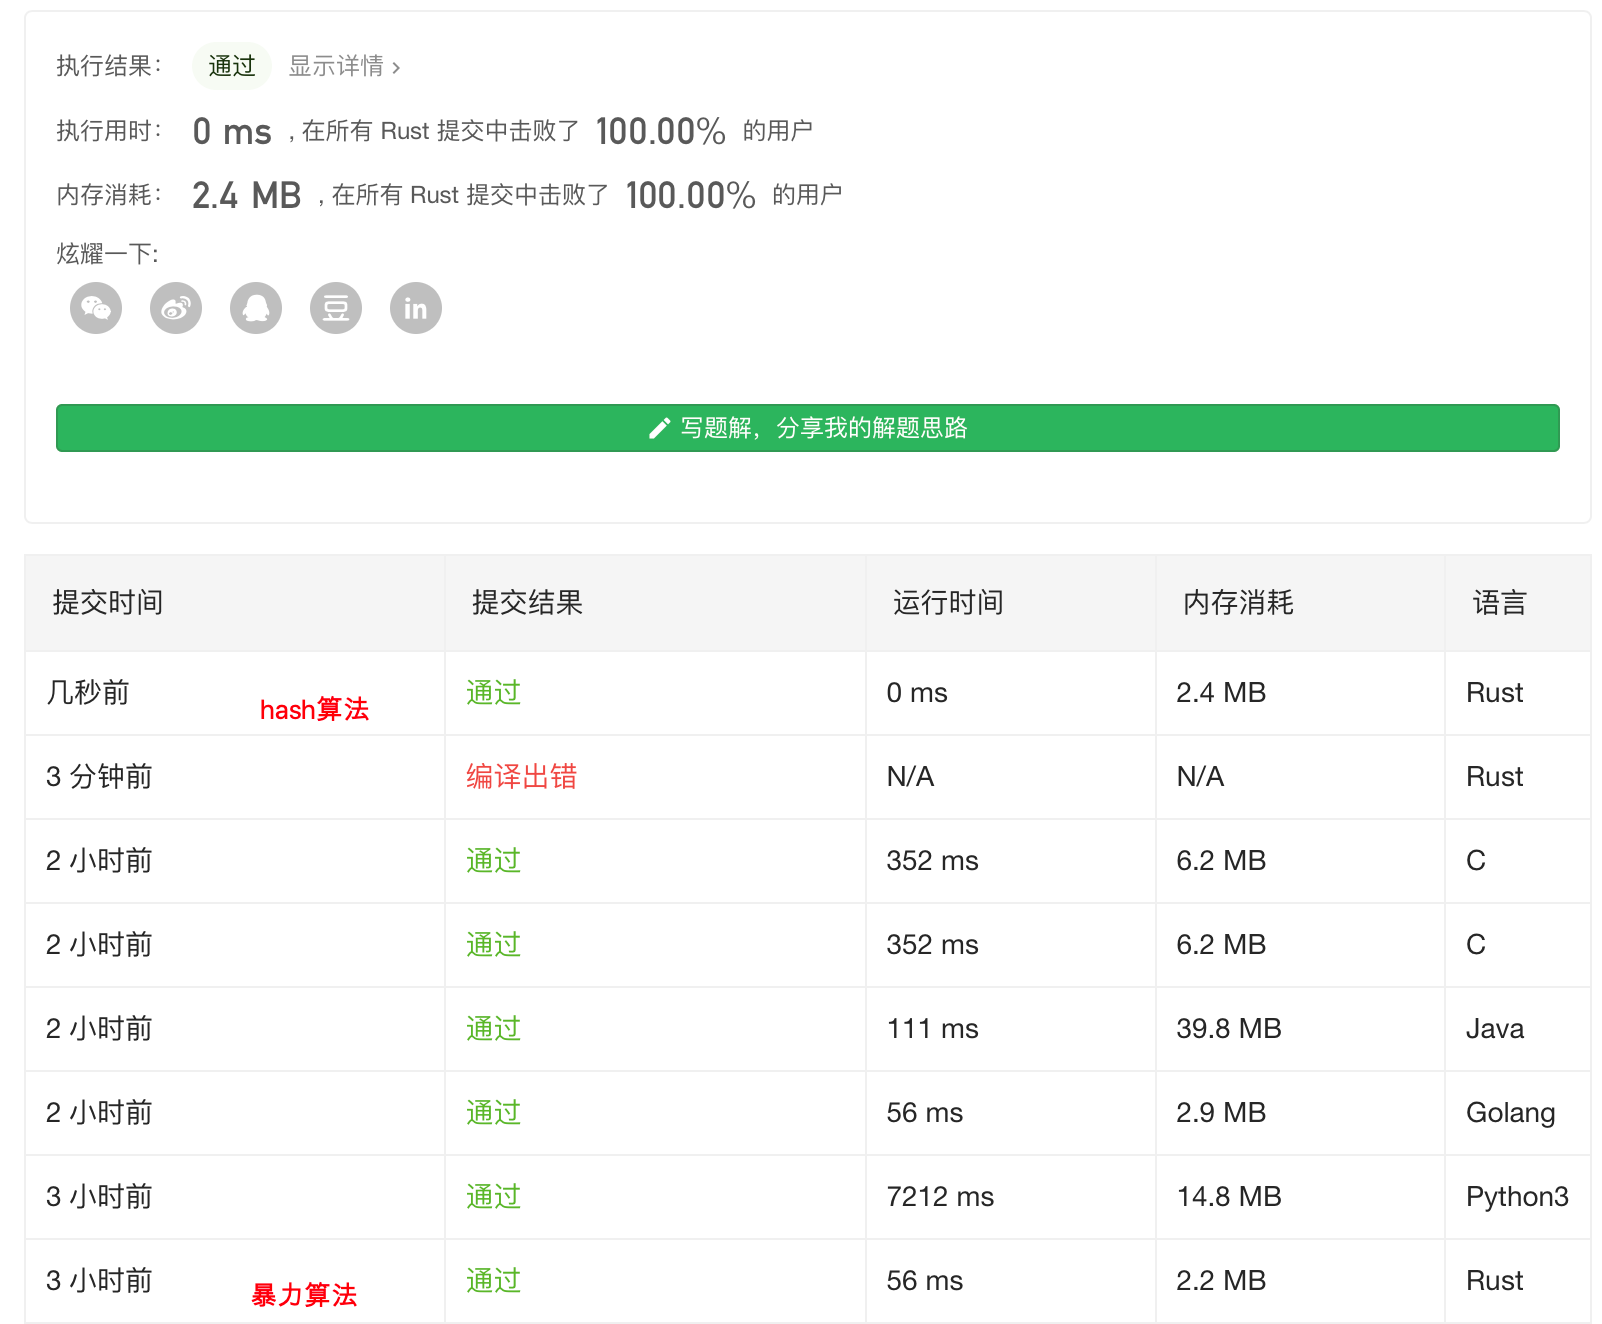 执行结果： 通过 显示详情 >
执行用时： 0 ms , 在所有 Rust 提交中击败了 100.00% 的用户
内存消耗： 2.4 MB , 在所有 Rust 提交中击败了 100.00% 的用户
炫耀一下:
豆 in
写题解，分享我的解题思路
提交时间 提交结果 运行时间 内存消耗 语言
几秒前 hash算法 通过 0 ms 2.4 MB Rust
3 分钟前 编译出错 N/A N/A Rust
2 小时前 通过 352 ms 6.2 MB C
2 小时前 通过 352 ms 6.2 MB C
2 小时前 通过 111 ms 39.8 MB Java
2 小时前 通过 56 ms 2.9 MB Golang
3 小时前 通过 7212 ms 14.8 MB Python3
3 小时前 暴力算法 通过 56 ms 2.2 MB Rust